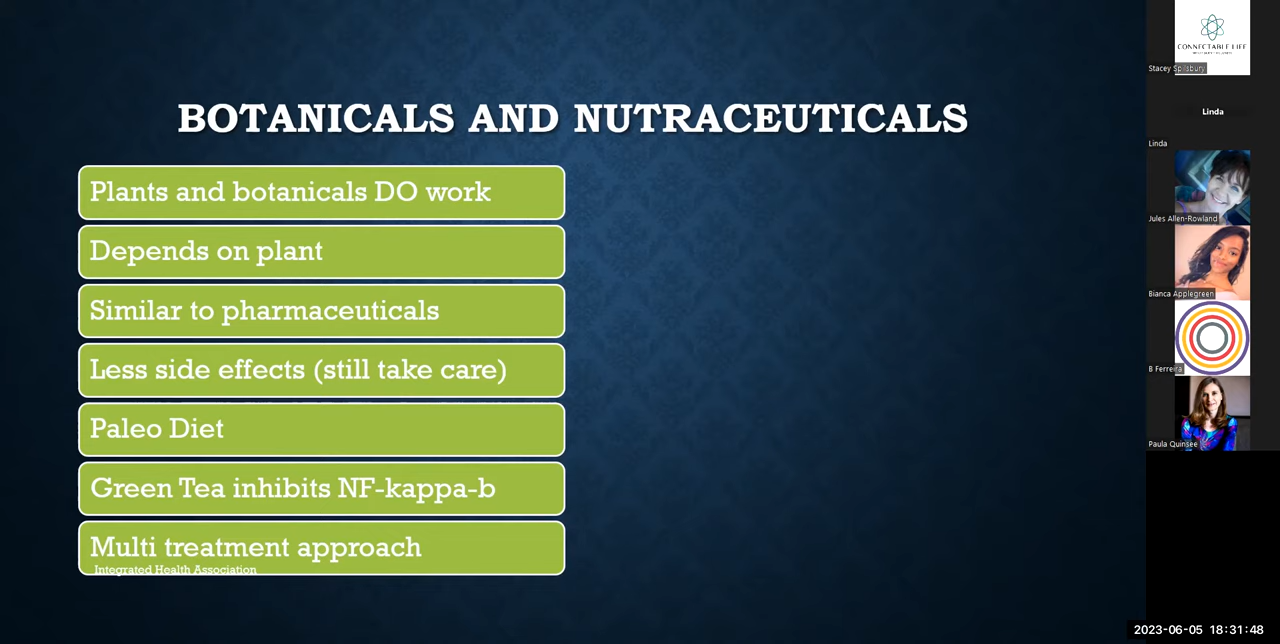 BOTANICALS AND NUTRACEUTICALS
Plants and botanicals DO work
Depends on plant
Similar to pharmaceuticals
Less side effects (still take care)
Paleo Diet
Green Tea inhibits NF-kappa-b
Multi treatment approach
Integrated Health Association
CONNECTABLE LIFE
Stacey Spilsbury
Linda
Linda
Jules Allen-Rowland
Bianca Applegreen
B Ferreira
Paula Quinsee
2023-06-05 18:31:48